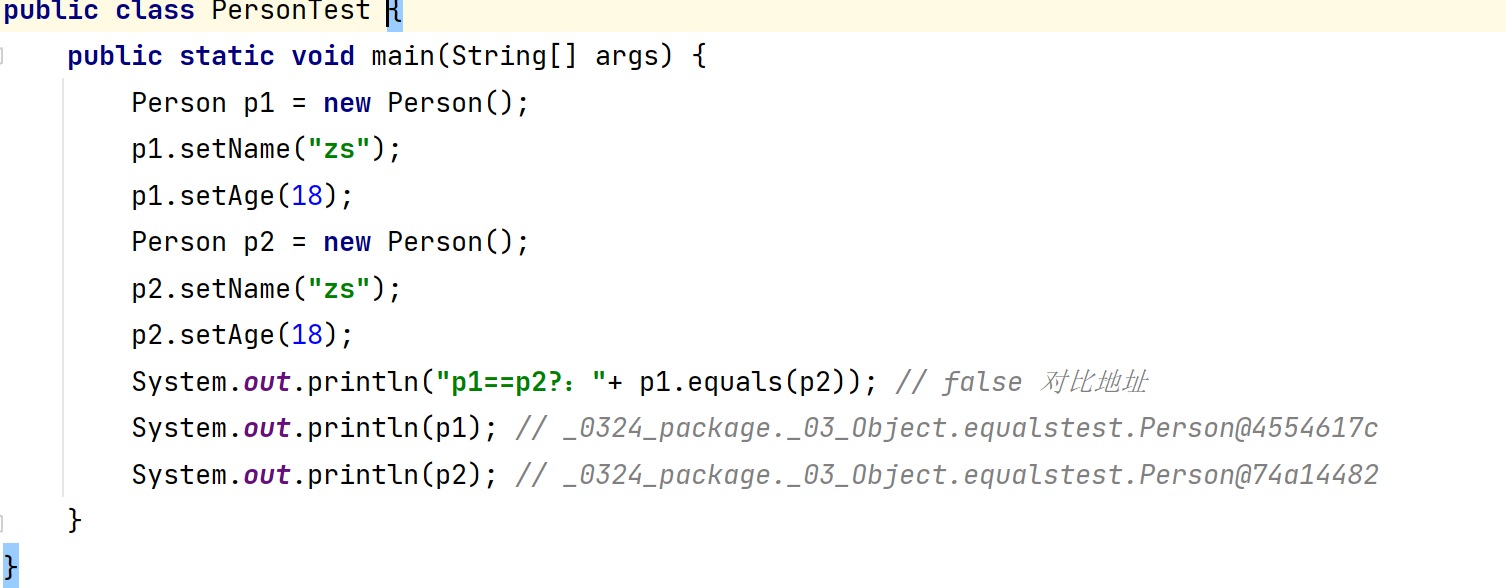 public class PersonTest {
    public static void main(String[] args) {
        Person p1 = new Person();
        p1.setName("zs");
        p1.setAge(18);
        Person p2 = new Person();
        p2.setName("zs");
        p2.setAge(18);
        System.out.println("p1==p2?："+ p1.equals(p2)); // false 对比地址
        System.out.println(p1); // _0324_package._03_Object.equalstest.Person@4554617c
        System.out.println(p2); // _0324_package._03_Object.equalstest.Person@74a14482
    }
}